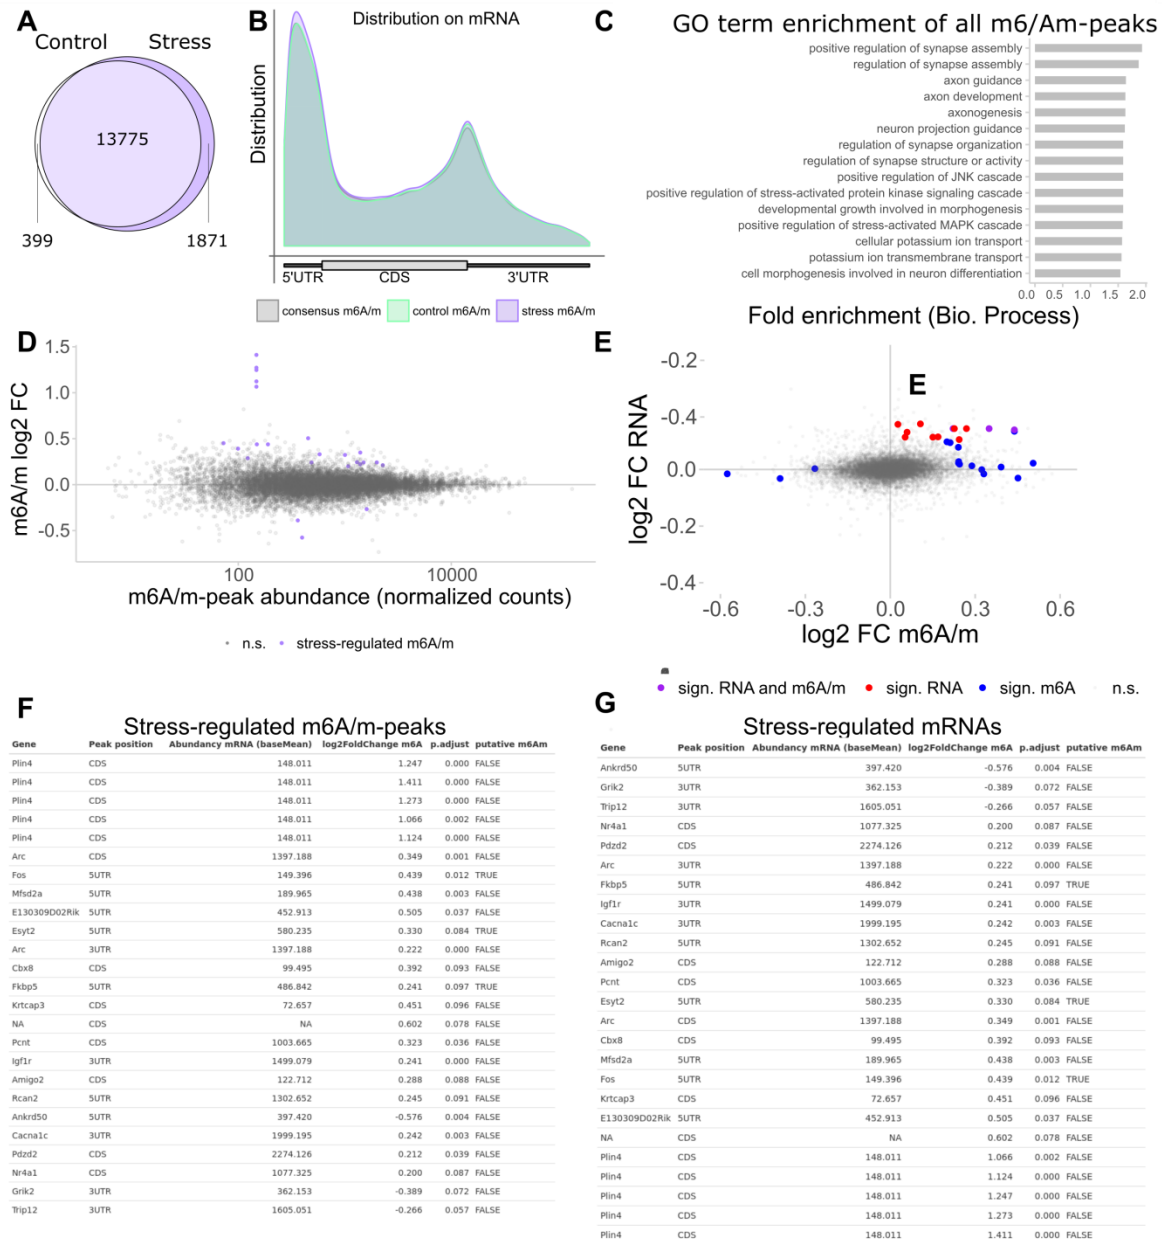 A
Control Stress
13775
399
1871
B
Distribution on mRNA
Distribution
5'UTR
CDS
3'UTR
consensus m6A/m
control m6A/m
stress m6A/m
C
GO term enrichment of all m6/Am-peaks
positive regulation of synapse assembly
regulation of synapse assembly
axon guidance
axon development
axonogenesis
neuron projection guidance
regulation of synapse organization
regulation of synapse structure or activity
positive regulation of JNK cascade
positive regulation of stress-activated protein kinase signaling cascade
developmental growth involved in morphogenesis
positive regulation of stress-activated MAPK cascade
cellular potassium ion transport
potassium ion transmembrane transport
cell morphogenesis involved in neuron differentiation
0.0 0.5 1.0 1.5 2.0
Fold enrichment (Bio. Process)
D
m6A/m log2 FC
1.5
1.0
0.5
0.0
-0.5
100 10000
m6A/m-peak abundance (normalized counts)
n.s. stress-regulated m6A/m
E
E
log2 FC RNA
-0.2
-0.4
0.0
-0.2
-0.4
-0.6 -0.3 0.0 0.3 0.6
log2 FC m6A/m
sign. RNA and m6A/m sign. RNA sign. m6A n.s.
F
Stress-regulated m6A/m-peaks
Gene Peak position Abundancy mRNA (baseMean) log2FoldChange m6A p.adjust putative m6Am
Plin4 CDS 148.011 1.247 0.000 FALSE
Plin4 CDS 148.011 1.411 0.000 FALSE
Plin4 CDS 148.011 1.273 0.000 FALSE
Plin4 CDS 148.011 1.066 0.002 FALSE
Plin4 CDS 148.011 1.124 0.000 FALSE
Arc CDS 1397.188 0.349 0.001 FALSE
Fos 5UTR 149.396 0.439 0.012 TRUE
Mfsd2a 5UTR 189.965 0.438 0.003 FALSE
E130309D02Rik 5UTR 452.913 0.505 0.037 FALSE
Esyt2 5UTR 580.235 0.330 0.084 TRUE
Arc 3UTR 1397.188 0.222 0.000 FALSE
Cbx8 CDS 99.495 0.392 0.093 FALSE
Fkbp5 5UTR 486.842 0.241 0.097 TRUE
Krtcap3 CDS 72.657 0.451 0.096 FALSE
NA CDS NA 0.602 0.078 FALSE
Pcnt CDS 1003.665 0.323 0.036 FALSE
Igf1r 3UTR 1499.079 0.241 0.000 FALSE
Amigo2 CDS 122.712 0.288 0.088 FALSE
Rcan2 5UTR 1302.652 0.245 0.091 FALSE
Ankrd50 5UTR 397.420 -0.576 0.004 FALSE
Cacna1c 3UTR 1999.195 0.242 0.003 FALSE
Pdzd2 CDS 2274.126 0.212 0.039 FALSE
Nr4a1 CDS 1077.325 0.200 0.087 FALSE
Grik2 3UTR 362.153 -0.389 0.072 FALSE
Trip12 3UTR 1605.051 -0.266 0.057 FALSE
G
Stress-regulated mRNAs
Gene Peak position Abundancy mRNA (baseMean) log2FoldChange m6A p.adjust putative m6Am
Ankrd50 5UTR 397.420 -0.576 0.004 FALSE
Grik2 3UTR 362.153 -0.389 0.072 FALSE
Trip12 3UTR 1605.051 -0.266 0.057 FALSE
Nr4a1 CDS 1077.325 0.200 0.087 FALSE
Pdzd2 CDS 2274.126 0.212 0.039 FALSE
Arc 3UTR 1397.188 0.222 0.000 FALSE
Fkbp5 5UTR 486.842 0.241 0.097 TRUE
Igf1r 3UTR 1499.079 0.241 0.000 FALSE
Cacna1c 3UTR 1999.195 0.242 0.003 FALSE
Rcan2 5UTR 1302.652 0.245 0.091 FALSE
Amigo2 CDS 122.712 0.288 0.088 FALSE
Pcnt CDS 1003.665 0.323 0.036 FALSE
Esyt2 5UTR 580.235 0.330 0.084 TRUE
Arc CDS 1397.188 0.349 0.001 FALSE
Cbx8 CDS 99.495 0.392 0.093 FALSE
Mfsd2a 5UTR 189.965 0.438 0.003 FALSE
Fos 5UTR 149.396 0.439 0.012 TRUE
Krtcap3 CDS 72.657 0.451 0.096 FALSE
E130309D02Rik 5UTR 452.913 0.505 0.037 FALSE
NA CDS NA 0.602 0.078 FALSE
Plin4 CDS 148.011 1.066 0.002 FALSE
Plin4 CDS 148.011 1.124 0.000 FALSE
Plin4 CDS 148.011 1.247 0.000 FALSE
Plin4 CDS 148.011 1.273 0.000 FALSE
Plin4 CDS 148.011 1.411 0.000 FALSE